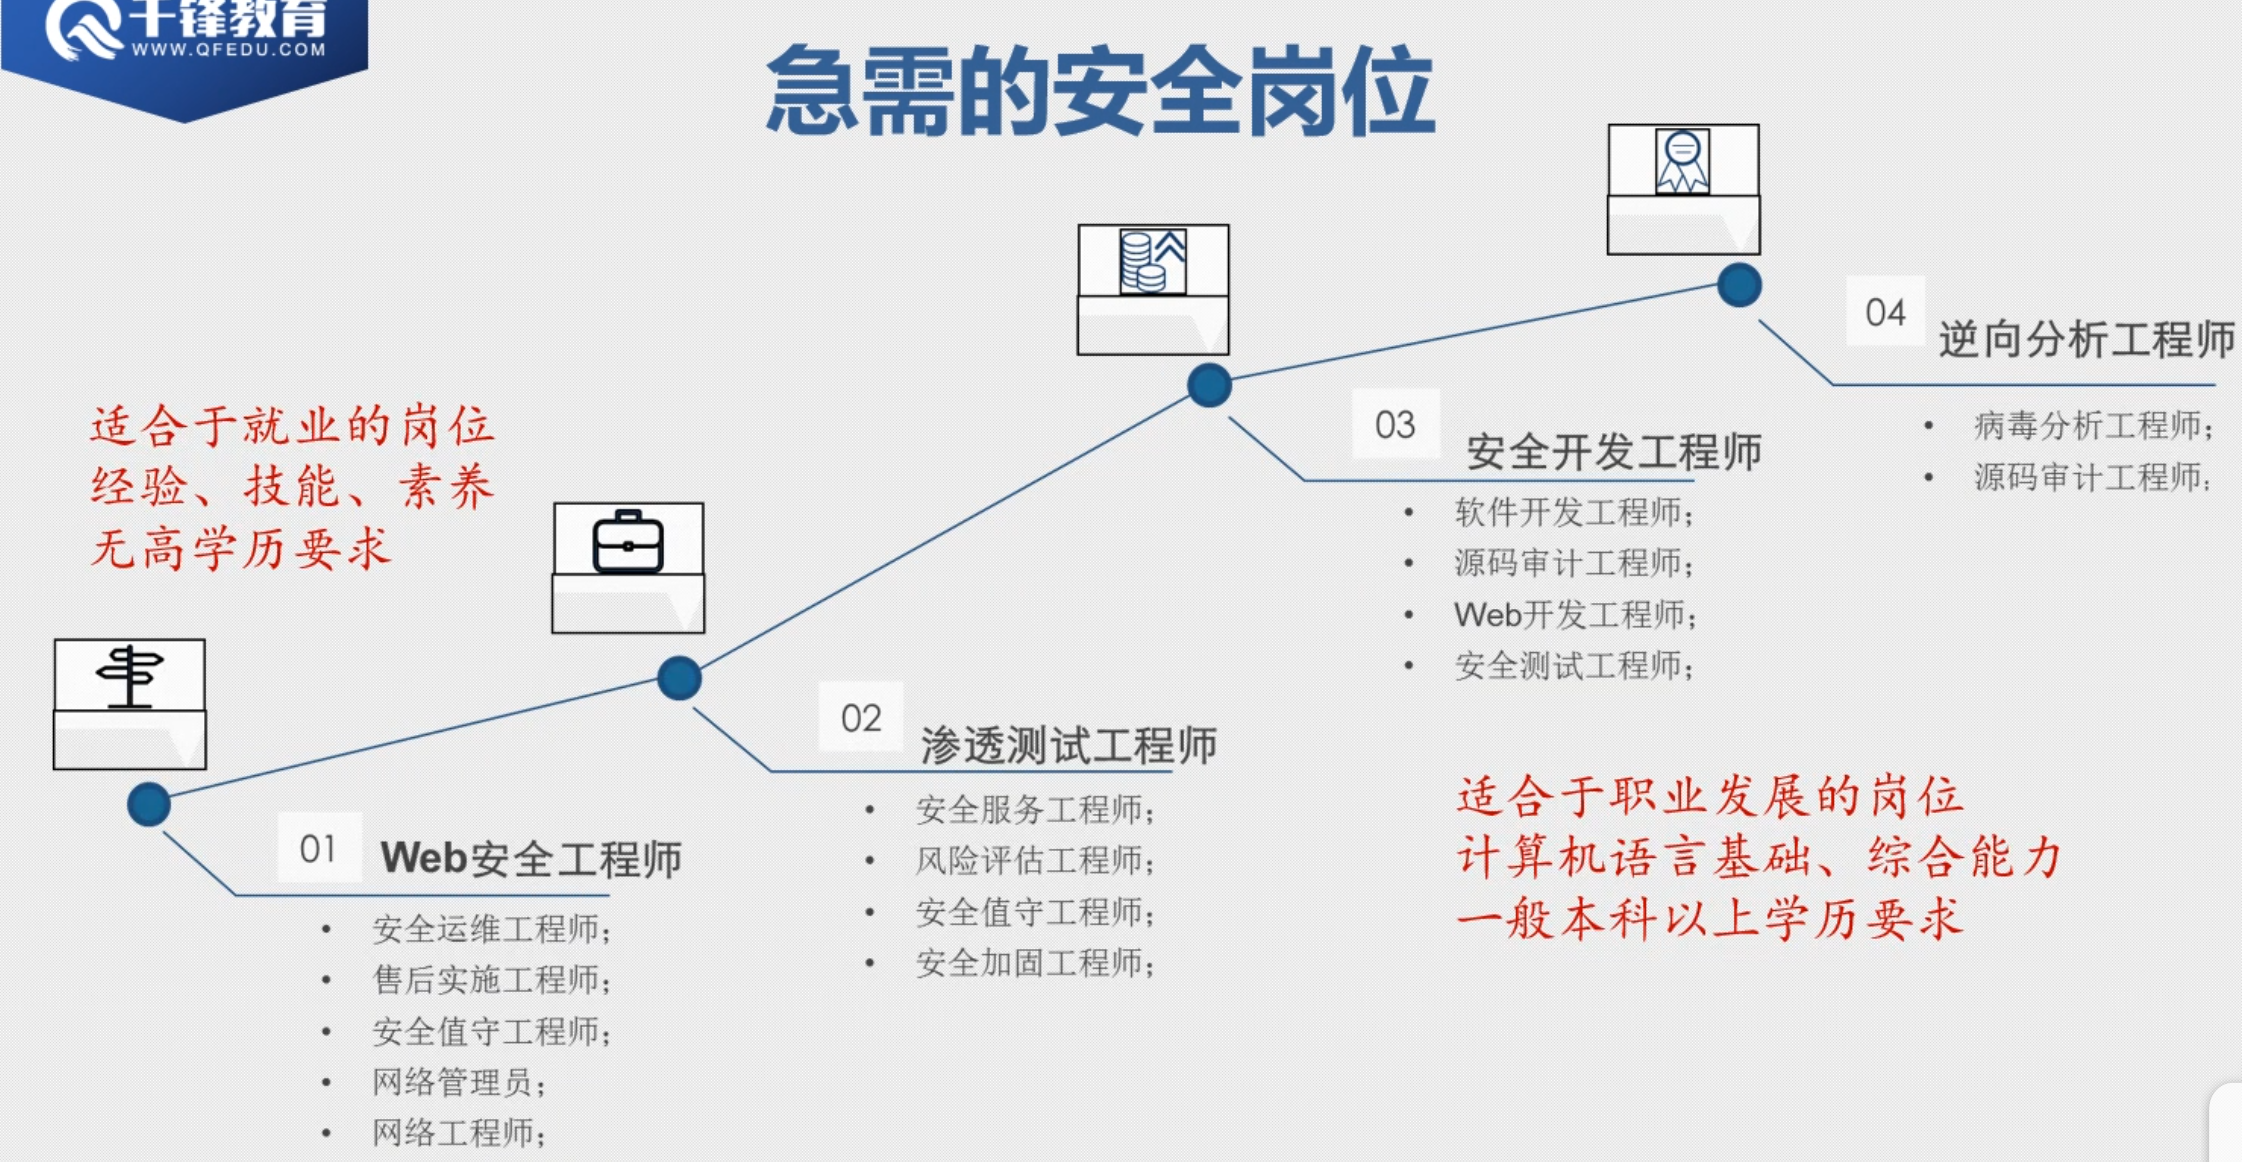 千锋教育
WWW.QFEDU.COM
急需的安全岗位
适合于就业的岗位
经验、技能、素养
无高学历要求
01
Web安全工程师
• 安全运维工程师;
• 售后实施工程师;
• 安全值守工程师;
• 网络管理员;
• 网络工程师;
02
渗透测试工程师
• 安全服务工程师;
• 风险评估工程师;
• 安全值守工程师;
• 安全加固工程师;
03
安全开发工程师
• 软件开发工程师;
• 源码审计工程师;
• Web开发工程师;
• 安全测试工程师;
04
逆向分析工程师
• 病毒分析工程师;
• 源码审计工程师;
适合于职业发展的岗位
计算机语言基础、综合能力
一般本科以上学历要求